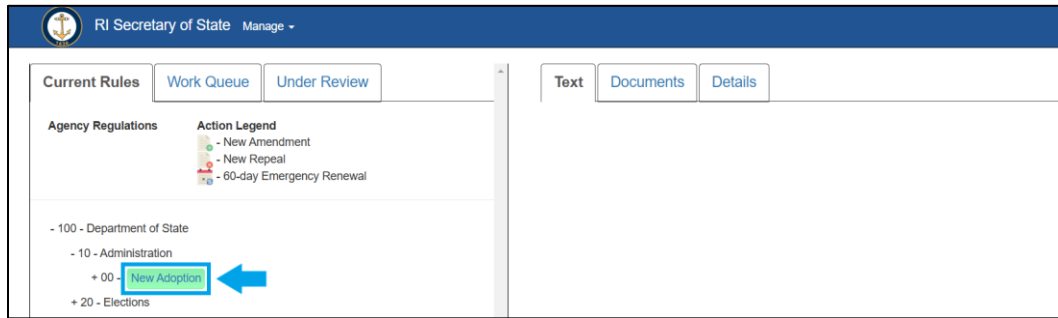 RI Secretary of State Manage
Current Rules Work Queue Under Review
Text Documents Details
Agency Regulations Action Legend
- New Amendment
- New Repeal
- 60-day Emergency Renewal
- 100 - Department of State
- 10 - Administration
+ 00 - New Adoption
+ 20 - Elections